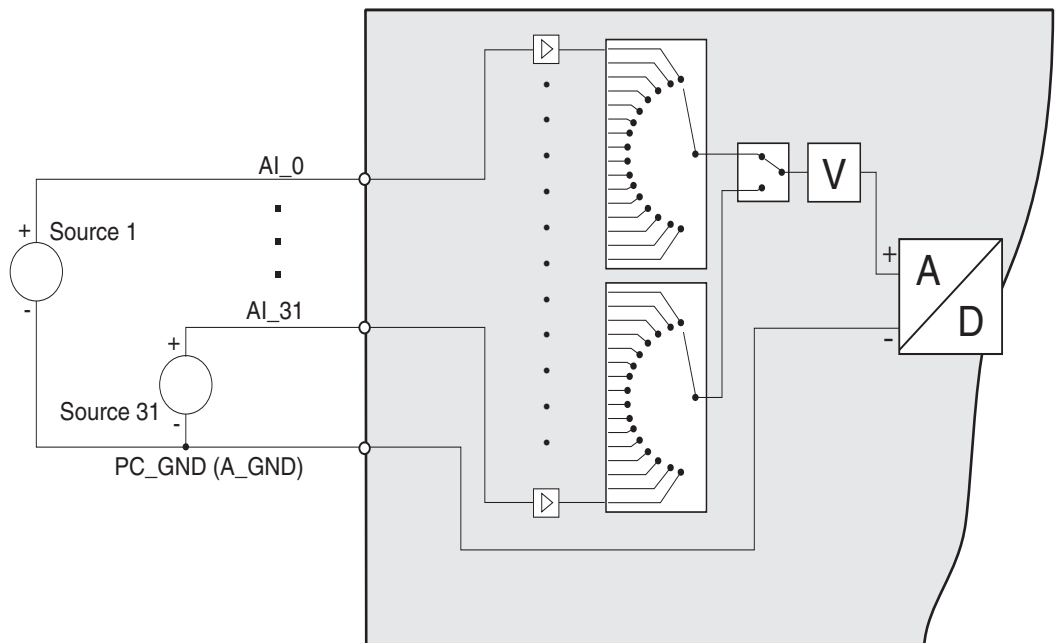 AI_0
+ Source 1
-
AI_31
+
Source 31
-
PC_GND (A_GND)
V
+
A
D
-